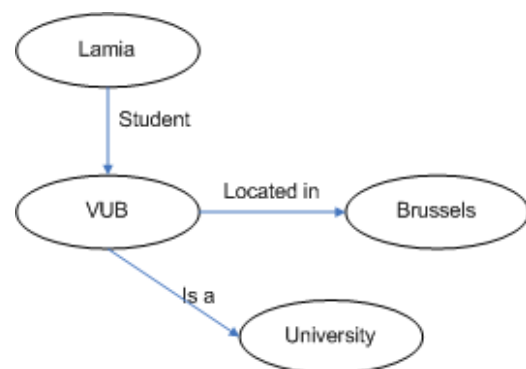 Lamia
Student
VUB
Located in
Brussels
Is a
University